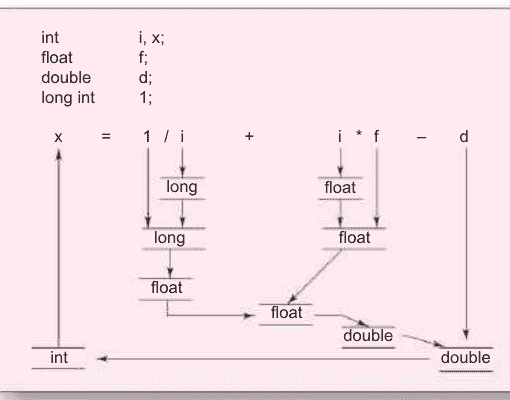 int i, x;
float f;
double d;
long int 1;
x = 1 / i + i * f – d
long float
long float
float
float
double
int double